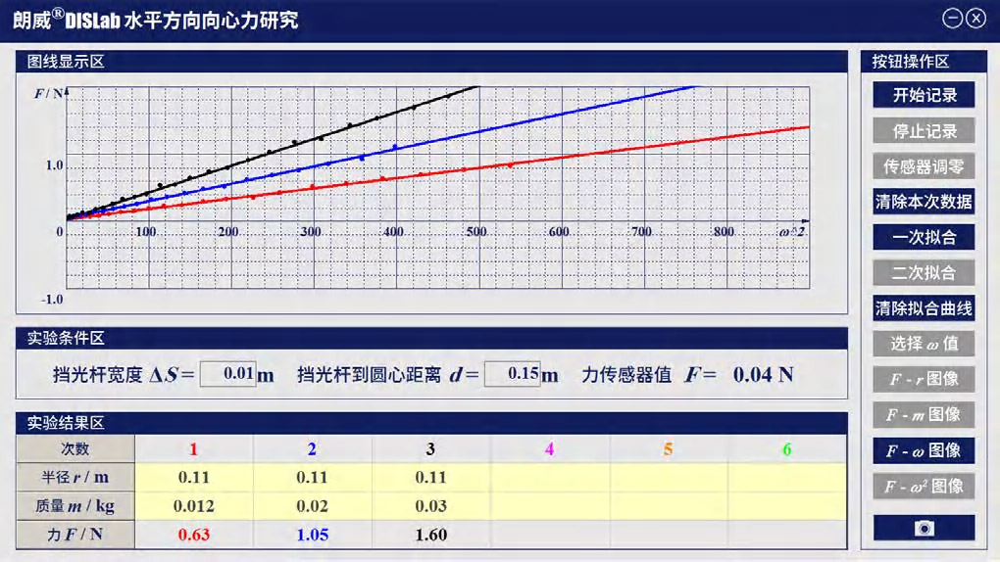 朗威®DISLab 水平方向向心力研究
图线显示区
F / N
1.0
0 100 200 300 400 500 600 700 800 ω^2
-1.0
实验条件区
挡光杆宽度 ΔS = 0.01 m 挡光杆到圆心距离 d = 0.15 m 力传感器值 F = 0.04 N
实验结果区
次数 1 2 3 4 5 6
半径 r / m 0.11 0.11 0.11
质量 m / kg 0.012 0.02 0.03
力 F / N 0.63 1.05 1.60
按钮操作区
开始记录
停止记录
传感器调零
清除本次数据
一次拟合
二次拟合
清除拟合曲线
选择 ω 值
F - r 图像
F - m 图像
F - ω 图像
F - ω² 图像